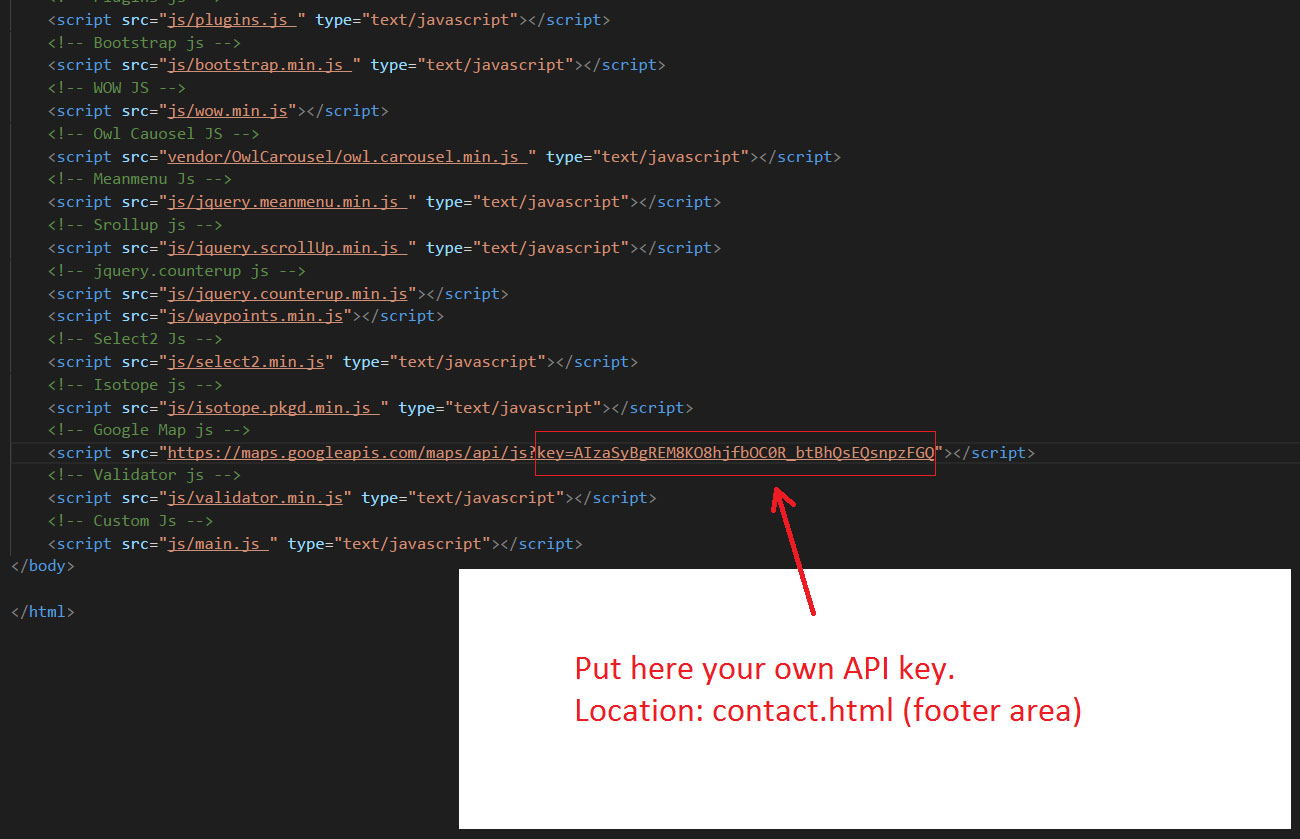 <script src="js/plugins.js " type="text/javascript"></script>
<!-- Bootstrap js -->
<script src="js/bootstrap.min.js " type="text/javascript"></script>
<!-- WOW JS -->
<script src="js/wow.min.js"></script>
<!-- Owl Cauosel JS -->
<script src="vendor/OwlCarousel/owl.carousel.min.js " type="text/javascript"></script>
<!-- Meanmenu Js -->
<script src="js/jquery.meanmenu.min.js " type="text/javascript"></script>
<!-- Srollup js -->
<script src="js/jquery.scrollUp.min.js " type="text/javascript"></script>
<!-- jquery.counterup js -->
<script src="js/jquery.counterup.min.js"></script>
<script src="js/waypoints.min.js"></script>
<!-- Select2 Js -->
<script src="js/select2.min.js" type="text/javascript"></script>
<!-- Isotope js -->
<script src="js/isotope.pkgd.min.js " type="text/javascript"></script>
<!-- Google Map js -->
<script src="https://maps.googleapis.com/maps/api/js?key=AIzaSyBgREM8KO8hjfbOC0R_btBhQsEQsnpzFGQ"></script>
<!-- Validator js -->
<script src="js/validator.min.js" type="text/javascript"></script>
<!-- Custom Js -->
<script src="js/main.js " type="text/javascript"></script>
</body>
</html>
Put here your own API key.
Location: contact.html (footer area)